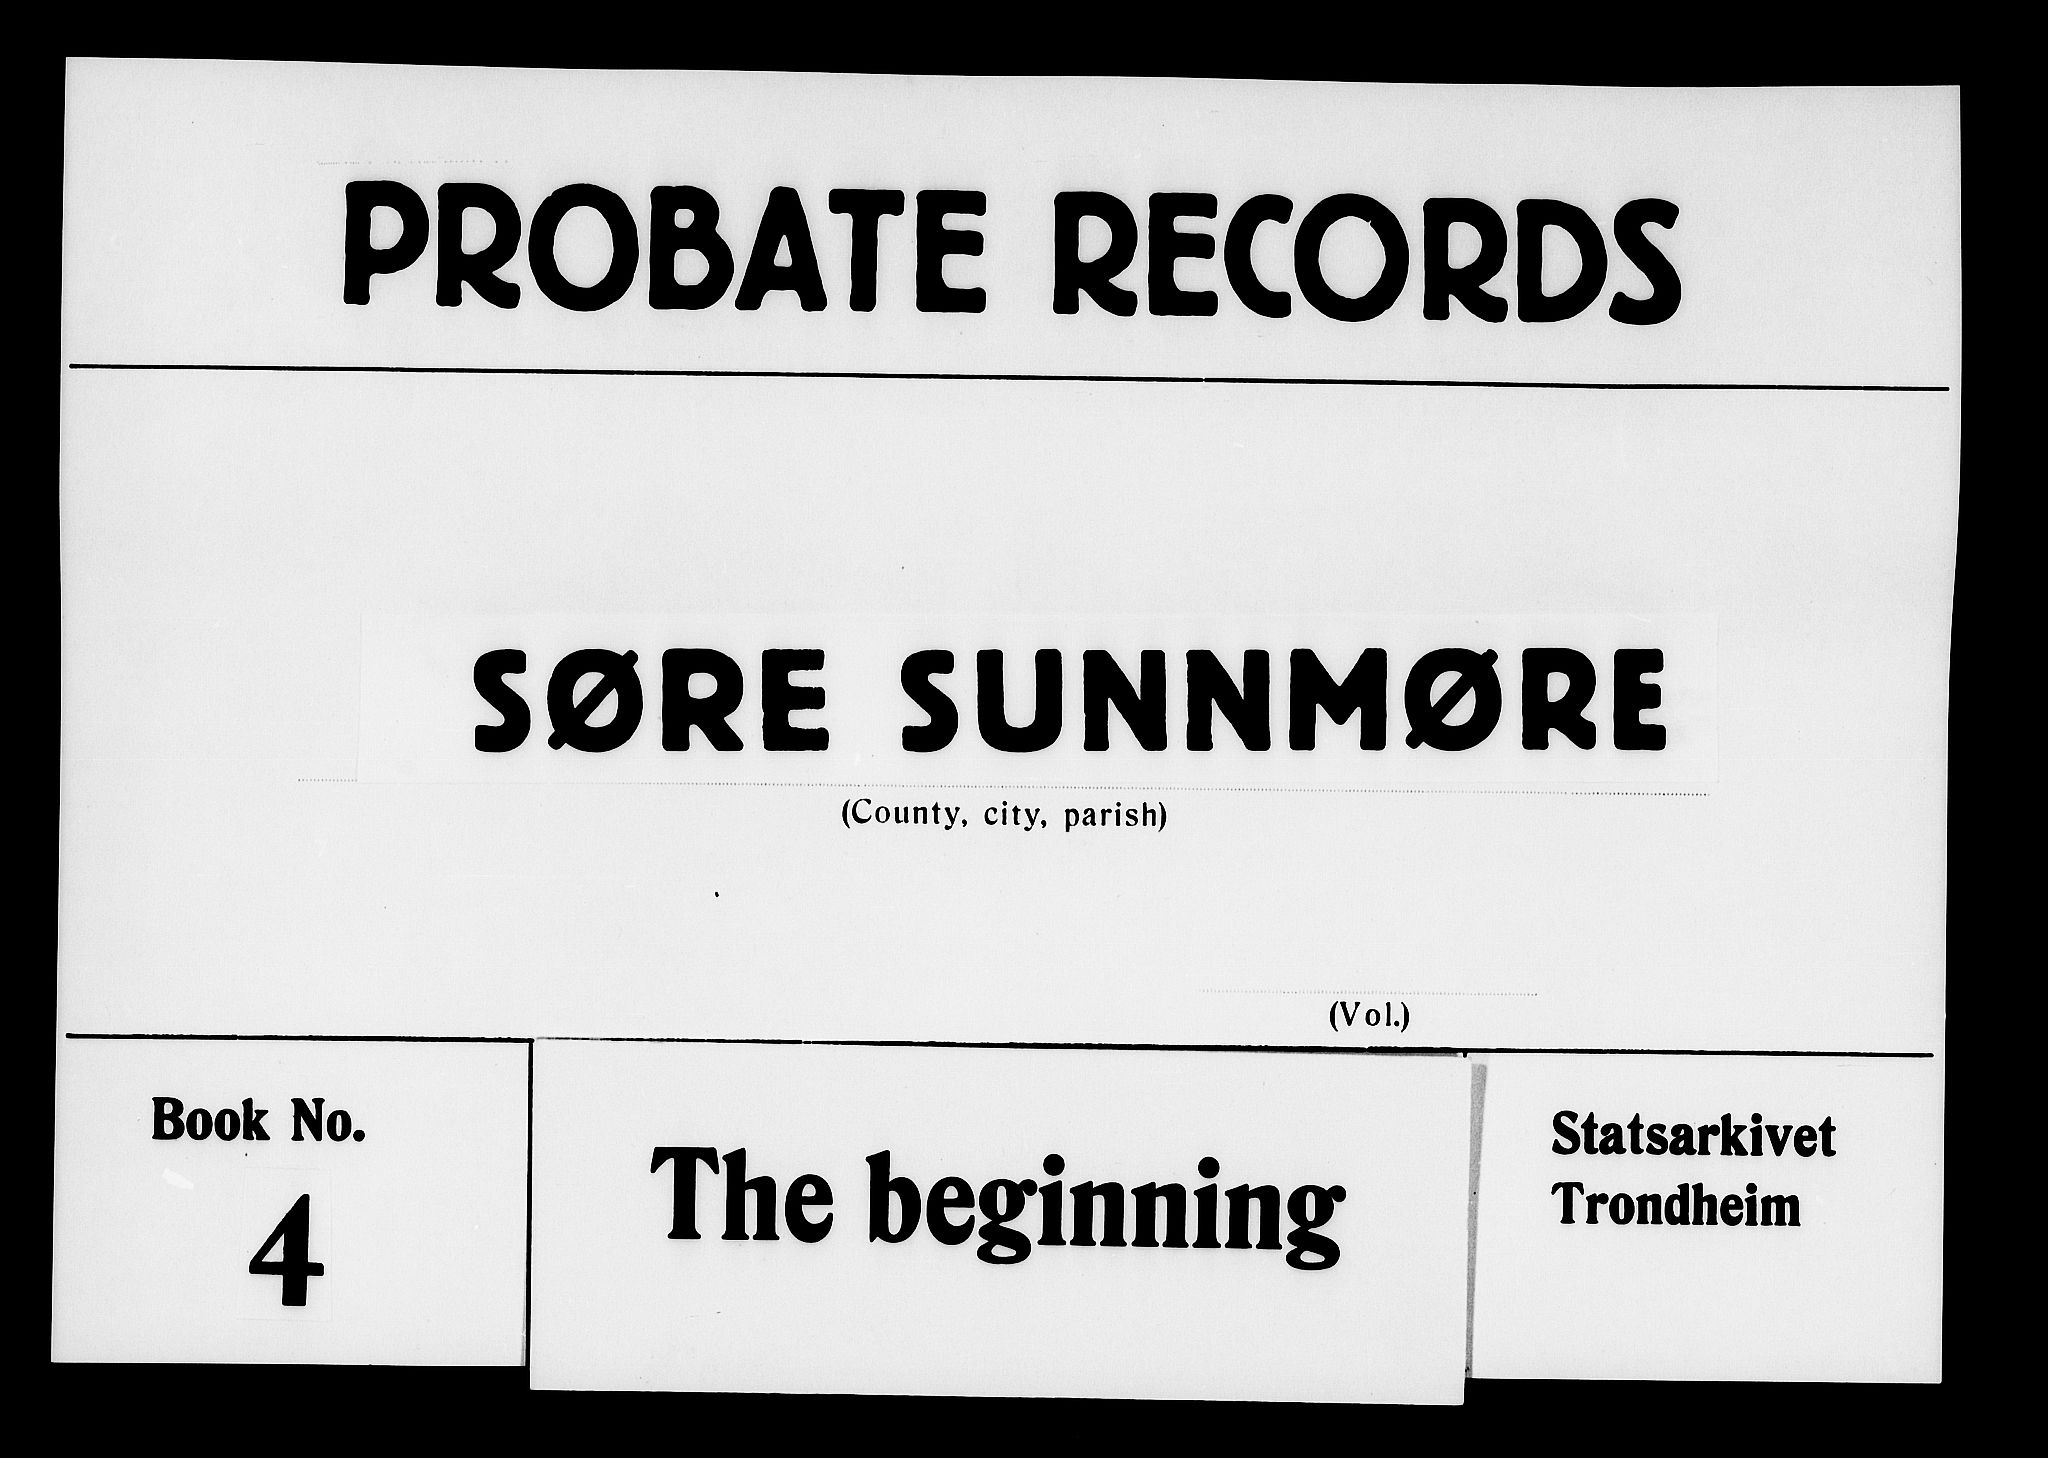 PROBATE RECORDS
SØRE SUNNMØRE
(County, city, parish)
(Vol.)
Book No.
4
The beginning
Statsarkivet
Trondheim